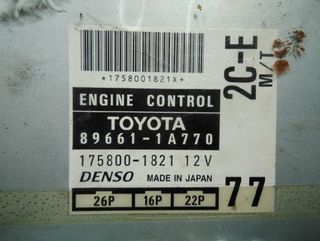 *1758001821X*
ENGINE CONTROL
TOYOTA
89661-1A770
175800-1821 12V
DENSO MADE IN JAPAN
26P 16P 22P
2C-E
M/T
77